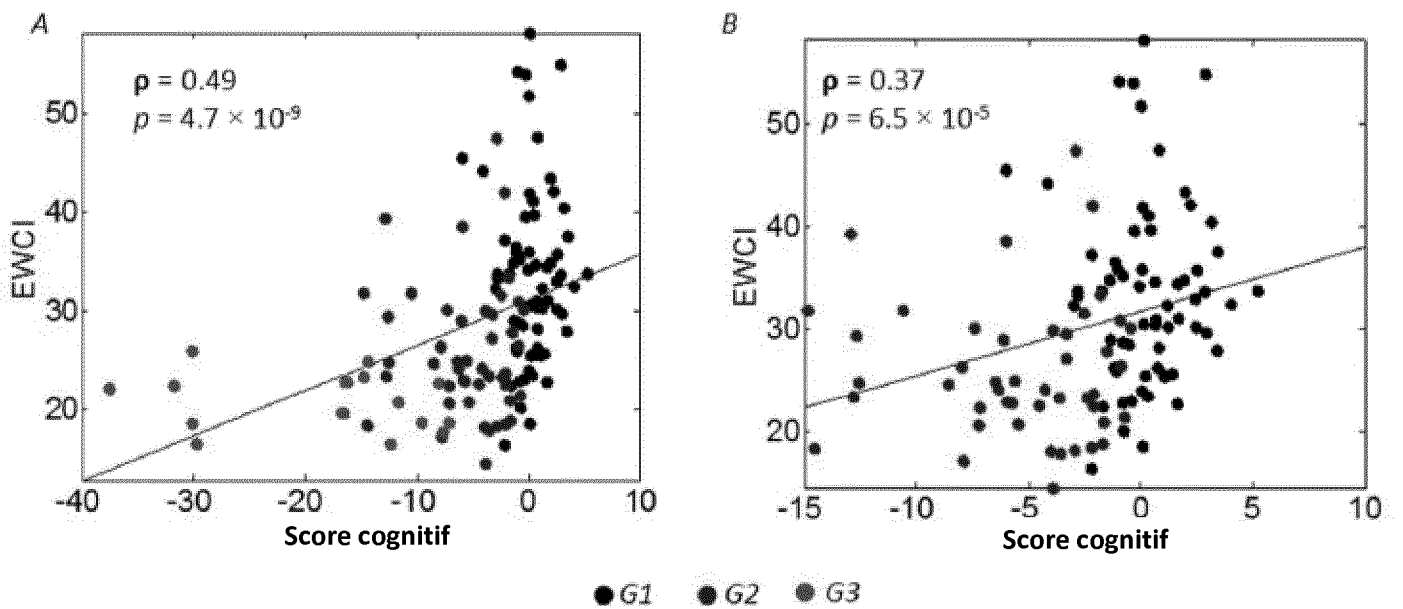 A
ρ = 0.49
p = 4.7 × 10-9
EWCI
50
40
30
20
-40 -30 -20 -10 0 10
Score cognitif
B
ρ = 0.37
p = 6.5 × 10-5
EWCI
50
40
30
20
-15 -10 -5 0 5 10
Score cognitif
G1 G2 G3